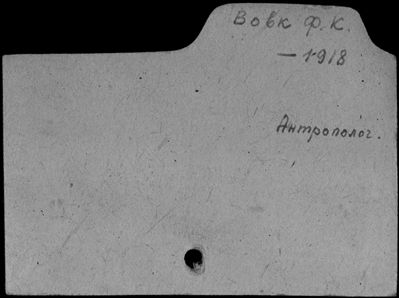 Вовк Ф. К.
— 1918
Антрополог.